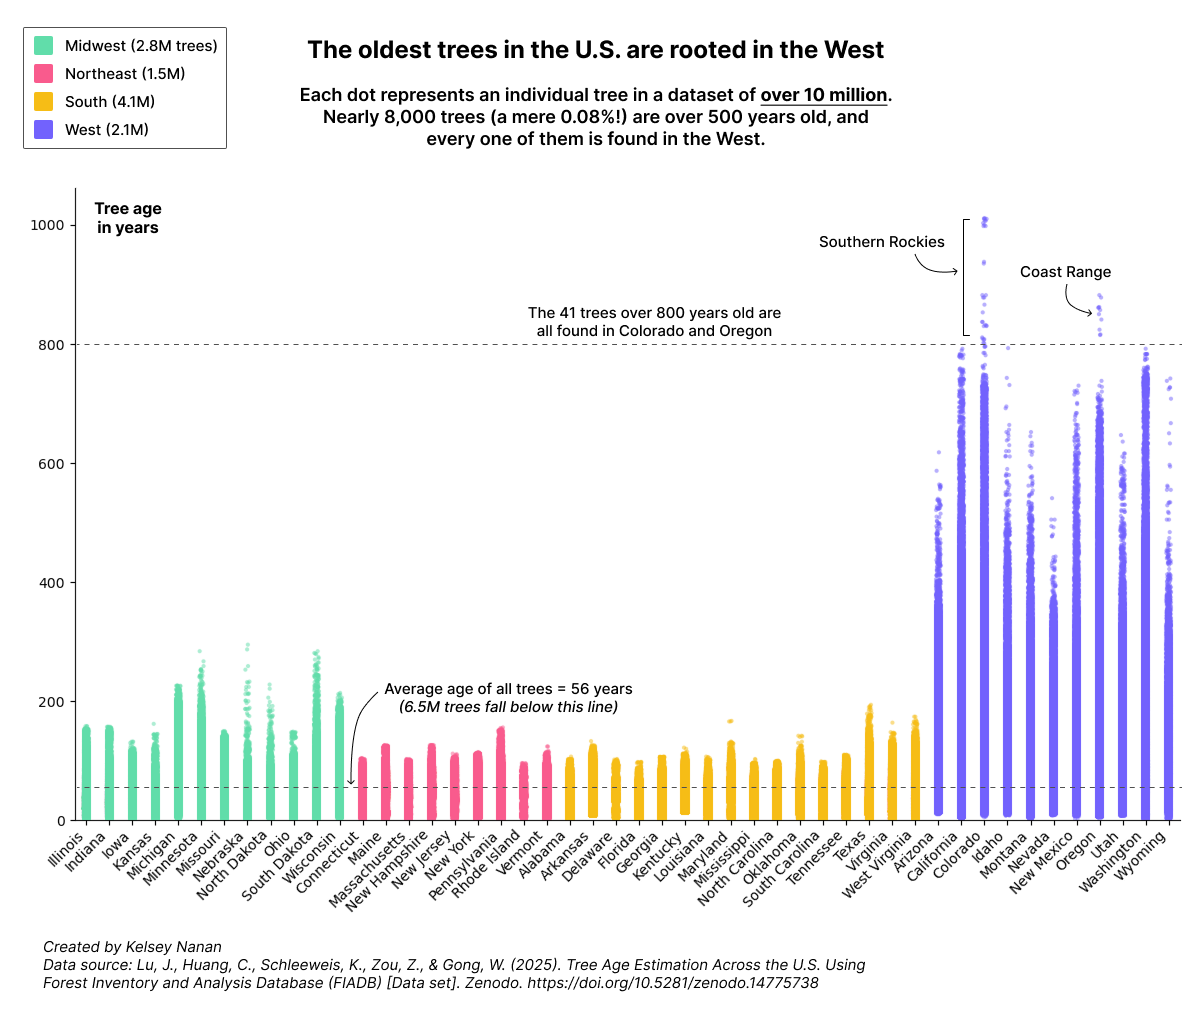 Midwest (2.8M trees)
Northeast (1.5M)
South (4.1M)
West (2.1M)
The oldest trees in the U.S. are rooted in the West
Each dot represents an individual tree in a dataset of over 10 million.
Nearly 8,000 trees (a mere 0.08%!) are over 500 years old, and
every one of them is found in the West.
Tree age
in years
1000
800
600
400
200
0
Southern Rockies
Coast Range
The 41 trees over 800 years old are
all found in Colorado and Oregon
Average age of all trees = 56 years
(6.5M trees fall below this line)
Illinois
Indiana
Iowa
Kansas
Michigan
Minnesota
Missouri
Nebraska
North Dakota
Ohio
South Dakota
Wisconsin
Connecticut
Maine
Massachusetts
New Hampshire
New Jersey
New York
Pennsylvania
Rhode Island
Vermont
Alabama
Arkansas
Delaware
Florida
Georgia
Kentucky
Louisiana
Maryland
Mississippi
North Carolina
Oklahoma
South Carolina
Tennessee
Texas
Virginia
West Virginia
Arizona
California
Colorado
Idaho
Montana
Nevada
New Mexico
Oregon
Utah
Washington
Wyoming
Created by Kelsey Nanan
Data source: Lu, J., Huang, C., Schleeweis, K., Zou, Z., & Gong, W. (2025). Tree Age Estimation Across the U.S. Using
Forest Inventory and Analysis Database (FIADB) [Data set]. Zenodo. https://doi.org/10.5281/zenodo.14775738